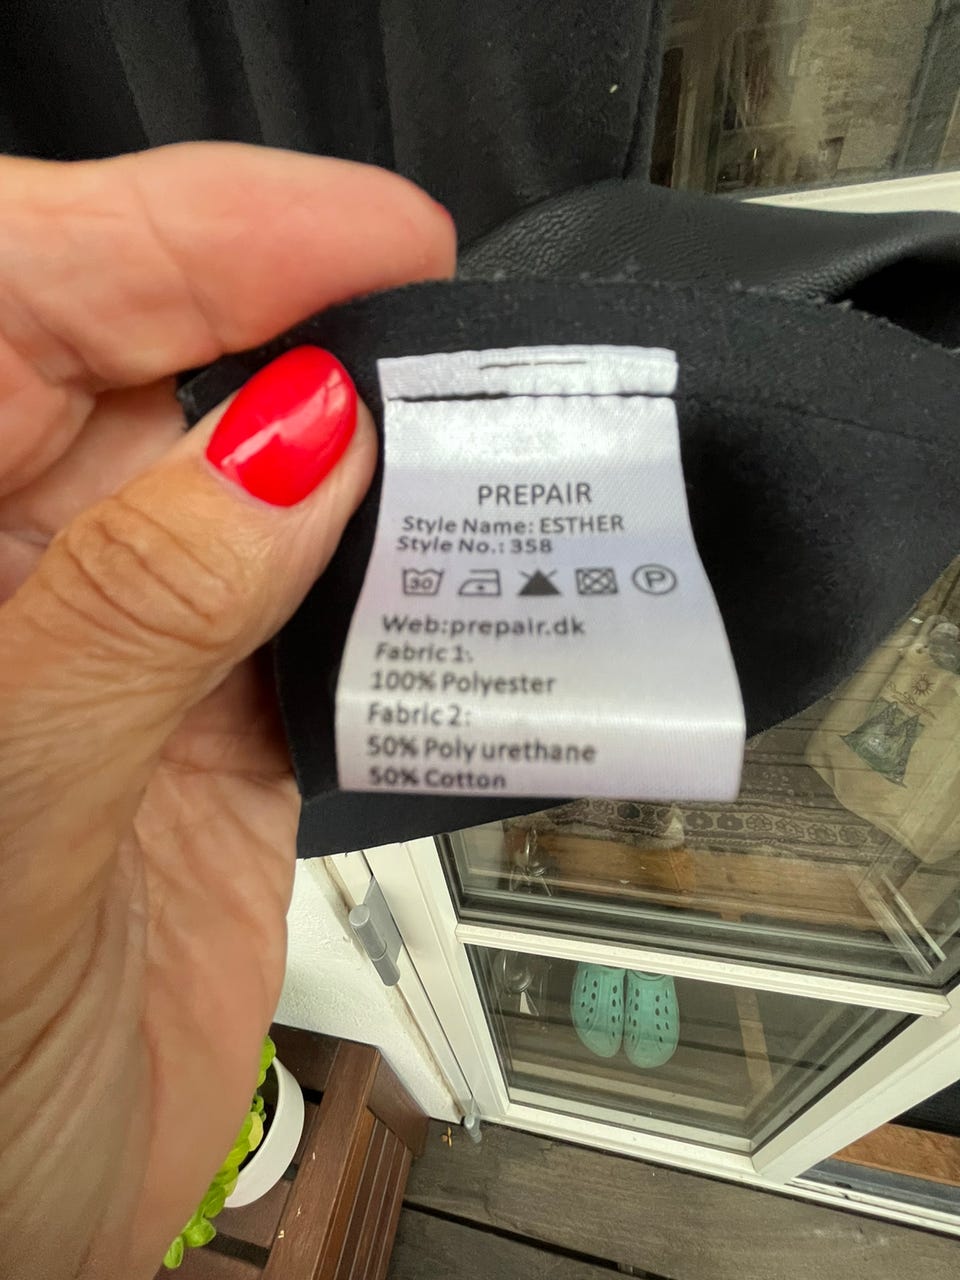 PREPAIR
Style Name: ESTHER
Style No.: 358
30 P
Web:prepair.dk
Fabric 1:
100% Polyester
Fabric 2:
50% Poly urethane
50% Cotton